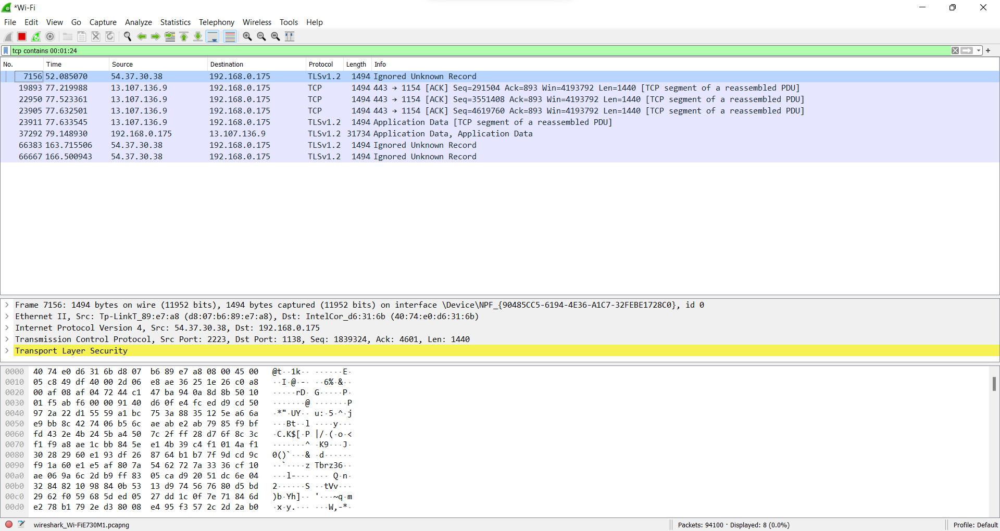 *Wi-Fi
File Edit View Go Capture Analyze Statistics Telephony Wireless Tools Help
tcp contains 00:01:24
No. Time Source Destination Protocol Length Info
7156 52.085070 54.37.30.38 192.168.0.175 TLSv1.2 1494 Ignored Unknown Record
19893 77.219988 13.107.136.9 192.168.0.175 TCP 1494 443 → 1154 [ACK] Seq=291504 Ack=893 Win=4193792 Len=1440 [TCP segment of a reassembled PDU]
22950 77.523361 13.107.136.9 192.168.0.175 TCP 1494 443 → 1154 [ACK] Seq=3551408 Ack=893 Win=4193792 Len=1440 [TCP segment of a reassembled PDU]
23905 77.632501 13.107.136.9 192.168.0.175 TCP 1494 443 → 1154 [ACK] Seq=4619760 Ack=893 Win=4193792 Len=1440 [TCP segment of a reassembled PDU]
23911 77.633545 13.107.136.9 192.168.0.175 TLSv1.2 1494 Application Data [TCP segment of a reassembled PDU]
37292 79.148930 192.168.0.175 13.107.136.9 TLSv1.2 31734 Application Data, Application Data
66383 163.715506 54.37.30.38 192.168.0.175 TLSv1.2 1494 Ignored Unknown Record
66667 166.500943 54.37.30.38 192.168.0.175 TLSv1.2 1494 Ignored Unknown Record
Frame 7156: 1494 bytes on wire (11952 bits), 1494 bytes captured (11952 bits) on interface \Device\NPF_{90485CC5-6194-4E36-A1C7-32FEBE1728C0}, id 0
Ethernet II, Src: Tp-LinkT_89:e7:a8 (d8:07:b6:89:e7:a8), Dst: IntelCor_d6:31:6b (40:74:e0:d6:31:6b)
Internet Protocol Version 4, Src: 54.37.30.38, Dst: 192.168.0.175
Transmission Control Protocol, Src Port: 2223, Dst Port: 1138, Seq: 1839324, Ack: 4601, Len: 1440
Transport Layer Security
0000 40 74 e0 d6 31 6b d8 07 b6 89 e7 a8 08 00 45 00 @t··1k·· ······E·
0010 05 c8 49 df 40 00 2d 06 e8 ae 36 25 1e 26 c0 a8 ··I·@·-· ··6%·&··
0020 00 af 08 af 04 72 44 c1 47 ba 94 0a 8d 8b 50 10 ·····rD· G·····P·
0030 01 f5 ab f6 00 00 91 40 d6 0f e4 fc ed d9 cd 50 ·······@ ·······P
0040 97 2a 22 d1 55 59 a1 bc 75 3a 88 35 12 5e a6 6a ·*"·UY·· u:·5·^·j
0050 e9 bb 8c 42 74 06 b5 6c ae ab e2 ab 79 85 f9 bf ···Bt··l ····y···
0060 fd 43 2e 4b 24 5b a4 50 7c 2f ff 28 d7 6f 8c 3c ·C.K$[·P |/·(·o·<
0070 f1 f9 a8 ae 1c bb 84 5e e1 4b 39 c4 f1 01 4a f1 ·······^ ·K9···J·
0080 30 28 29 60 e1 93 df 26 87 64 b1 b7 7f 9d cd 9c 0()`···& ·d······
0090 f9 1a 60 e1 e5 af 80 7a 54 62 72 7a 33 36 cf 10 ··`····z Tbrz36··
00a0 ae 06 9a 6c 2d b9 ff 83 05 ca d9 20 51 dc 6e 04 ···l-··· ··· Q·n·
00b0 32 84 82 10 98 84 0b 53 13 d9 74 56 76 80 d5 bd 2······S ··tVv···
00c0 29 62 f0 59 68 5d ed 05 27 dd 1c 0f 7e 71 84 6d )b·Yh]·· '···~q·m
00d0 e2 78 b1 79 2e d3 80 08 e4 95 f3 57 2c 2d 2a b0 ·x·y.··· ···W,-*·
wireshark_Wi-FiE730M1.pcapng Packets: 94100 · Displayed: 8 (0.0%) Profile: Default